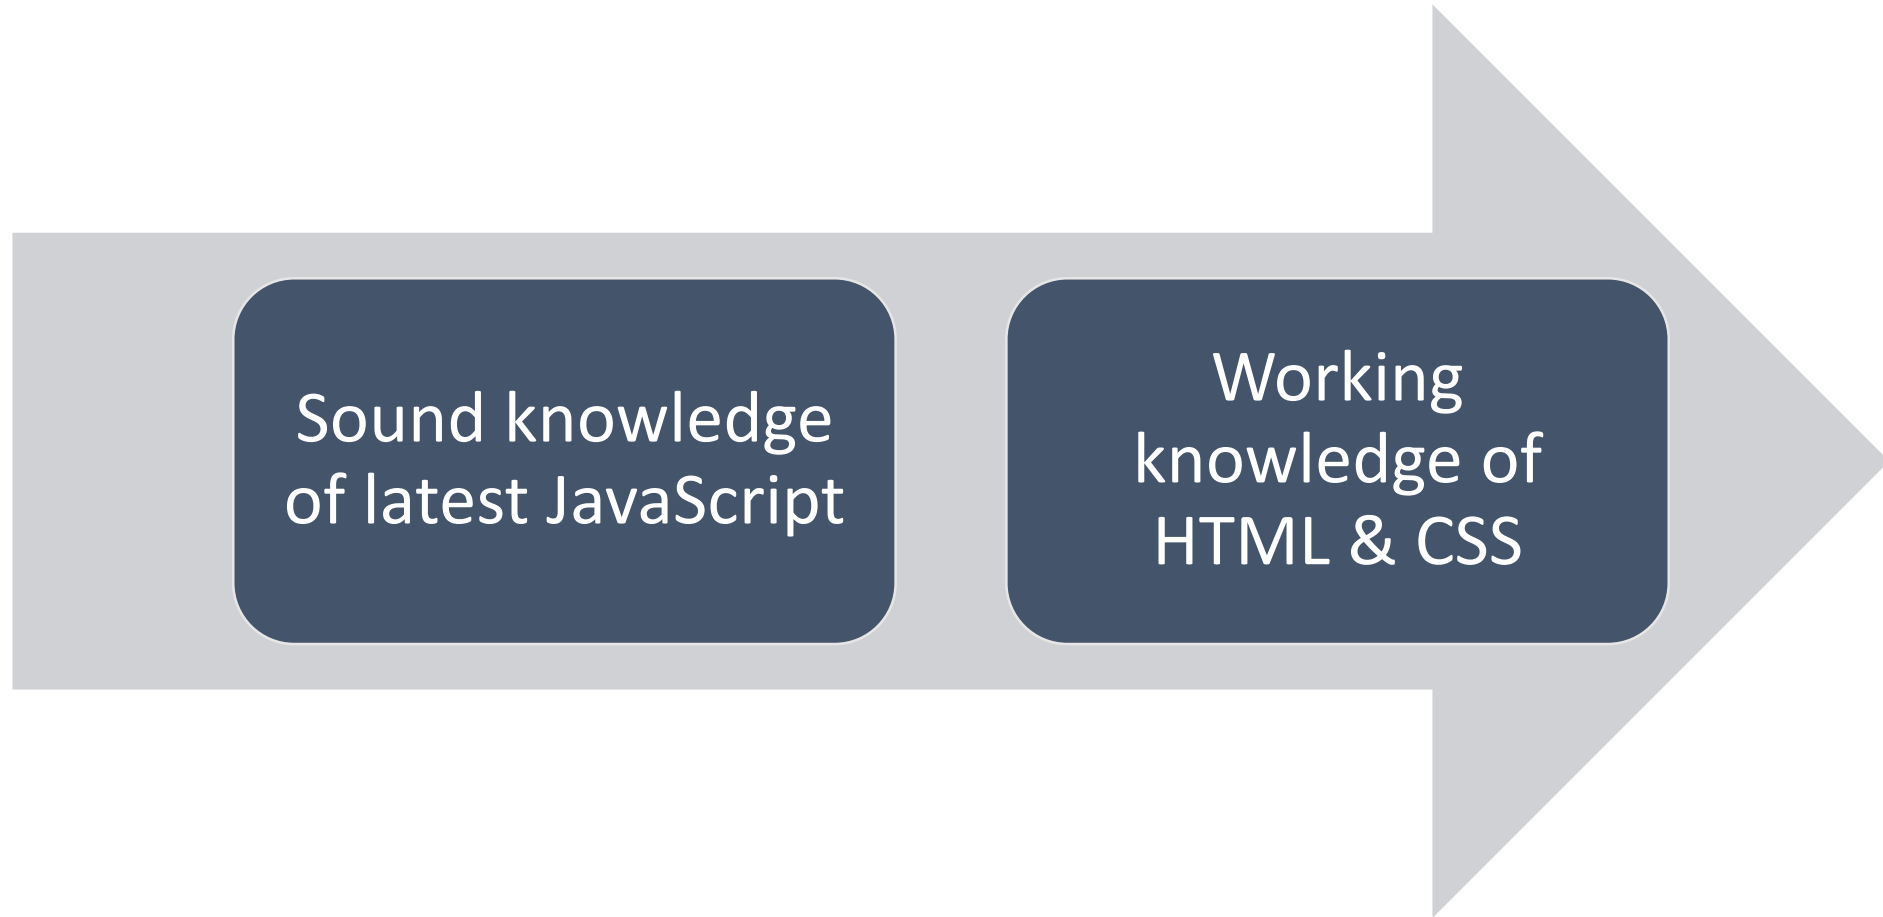 Sound knowledge
of latest JavaScript
Working
knowledge of
HTML & CSS